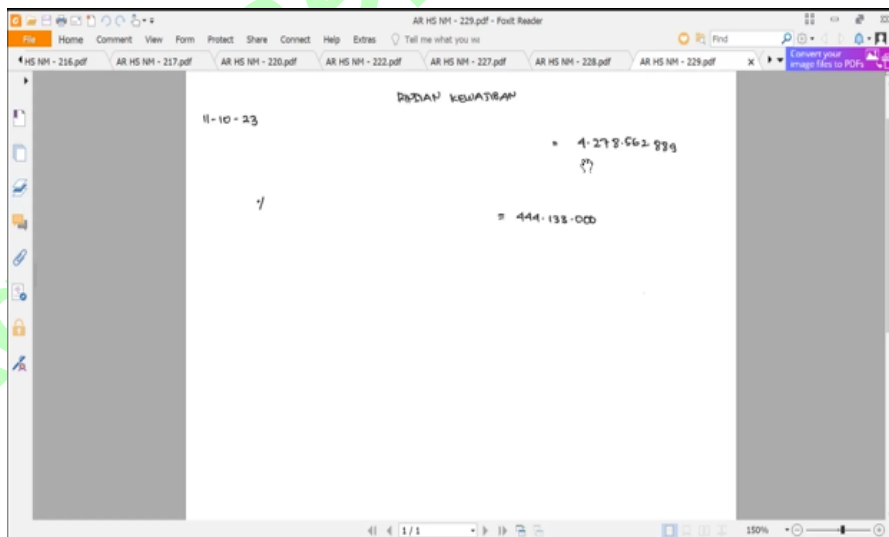 AR HS NM - 229.pdf - Foxit Reader
File Home Comment View Form Protect Share Connect Help Extras Tell me what you wa Find
HS NM - 216.pdf AR HS NM - 217.pdf AR HS NM - 220.pdf AR HS NM - 222.pdf AR HS NM - 227.pdf AR HS NM - 228.pdf AR HS NM - 229.pdf x Convert your
image files to PDFs
KEWAJIBAN
11-10-23
= 4.278.562.889
= 444.133.000
1 / 1 150%